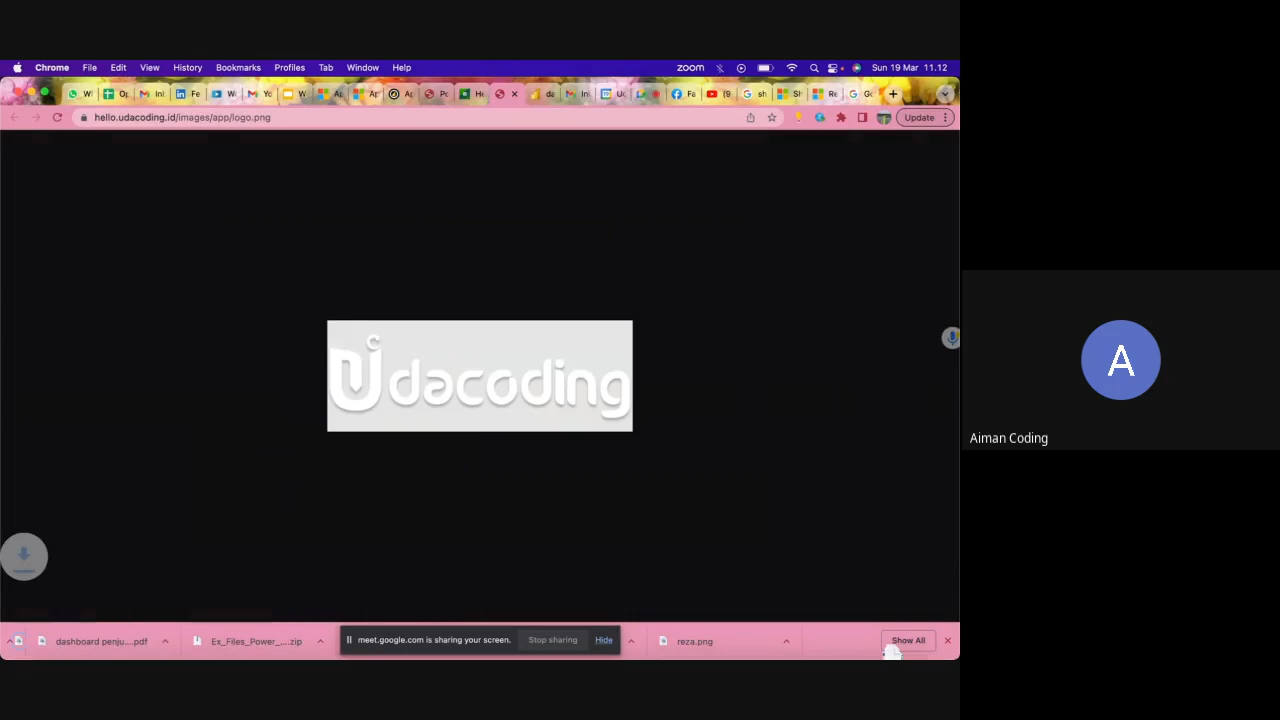 Chrome File Edit View History Bookmarks Profiles Tab Window Help zoom Sun 19 Mar 11.12
hello.udacoding.id/images/app/logo.png Update
Udacoding
A
Aiman Coding
dashboard penju....pdf Ex_Files_Power_....zip meet.google.com is sharing your screen. Stop sharing Hide reza.png Show All